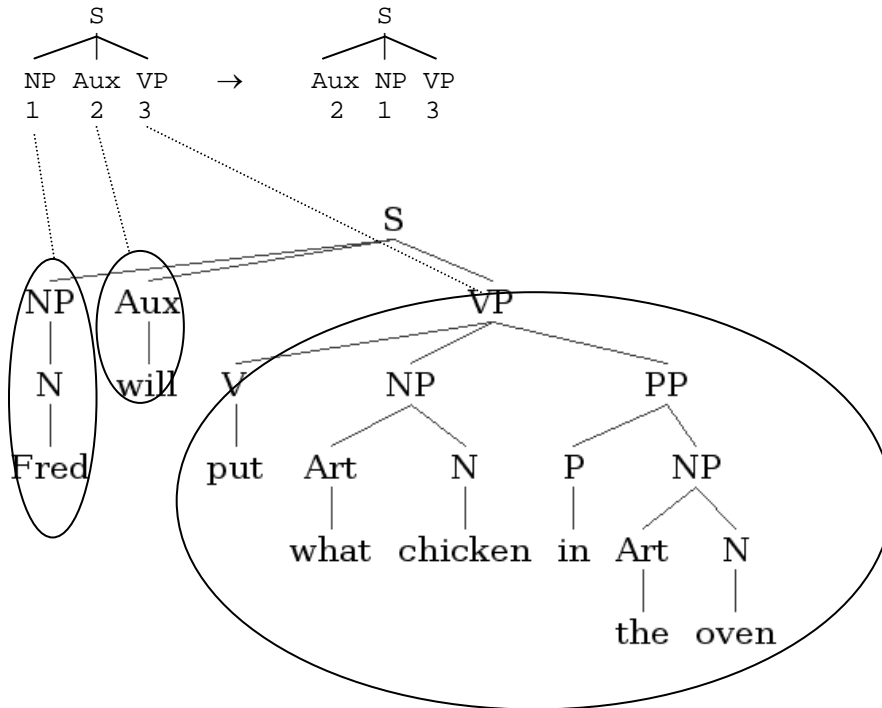 S S
NP Aux VP → Aux NP VP
1 2 3 2 1 3
S
NP Aux VP
N will V NP PP
Fred put Art N P NP
what chicken in Art N
the oven